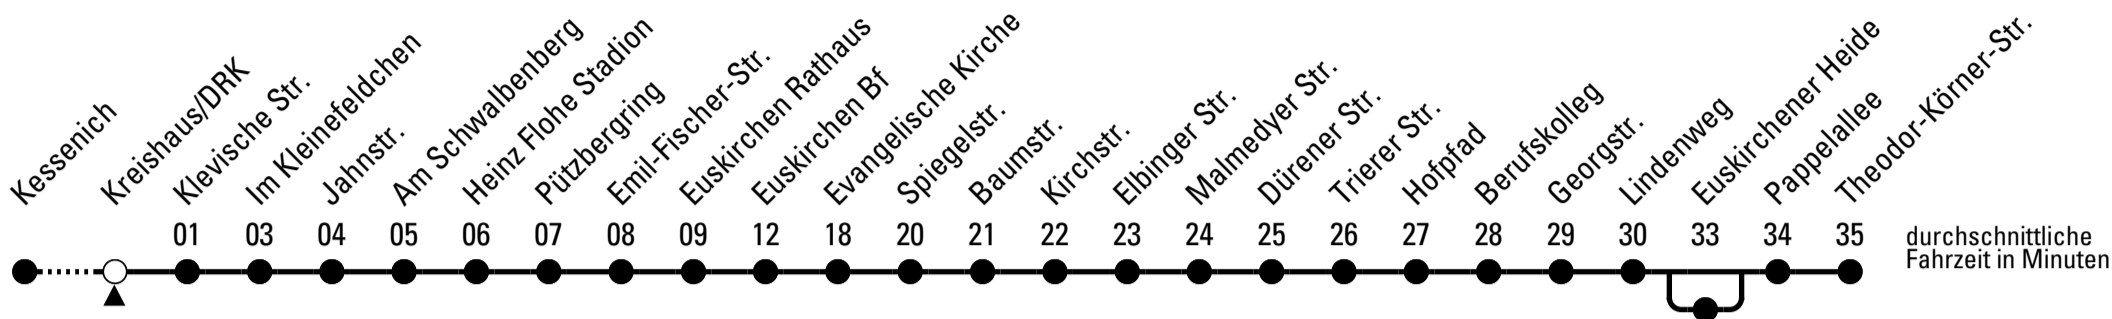 Kessenich
Kreishaus/DRK
Klevische Str.
Im Kleinefeldchen
Jahnstr.
Am Schwalbenberg
Heinz Flohe Stadion
Pützbergring
Emil-Fischer-Str.
Euskirchen Rathaus
Euskirchen Bf
Evangelische Kirche
Spiegelstr.
Baumstr.
Kirchstr.
Elbinger Str.
Malmedyer Str.
Dürener Str.
Trierer Str.
Hofpfad
Berufskolleg
Georgstr.
Lindenweg
Euskirchener Heide
Pappelallee
Theodor-Körner-Str.
01 03 04 05 06 07 08 09 12 18 20 21 22 23 24 25 26 27 28 29 30 33 34 35
durchschnittliche
Fahrzeit in Minuten